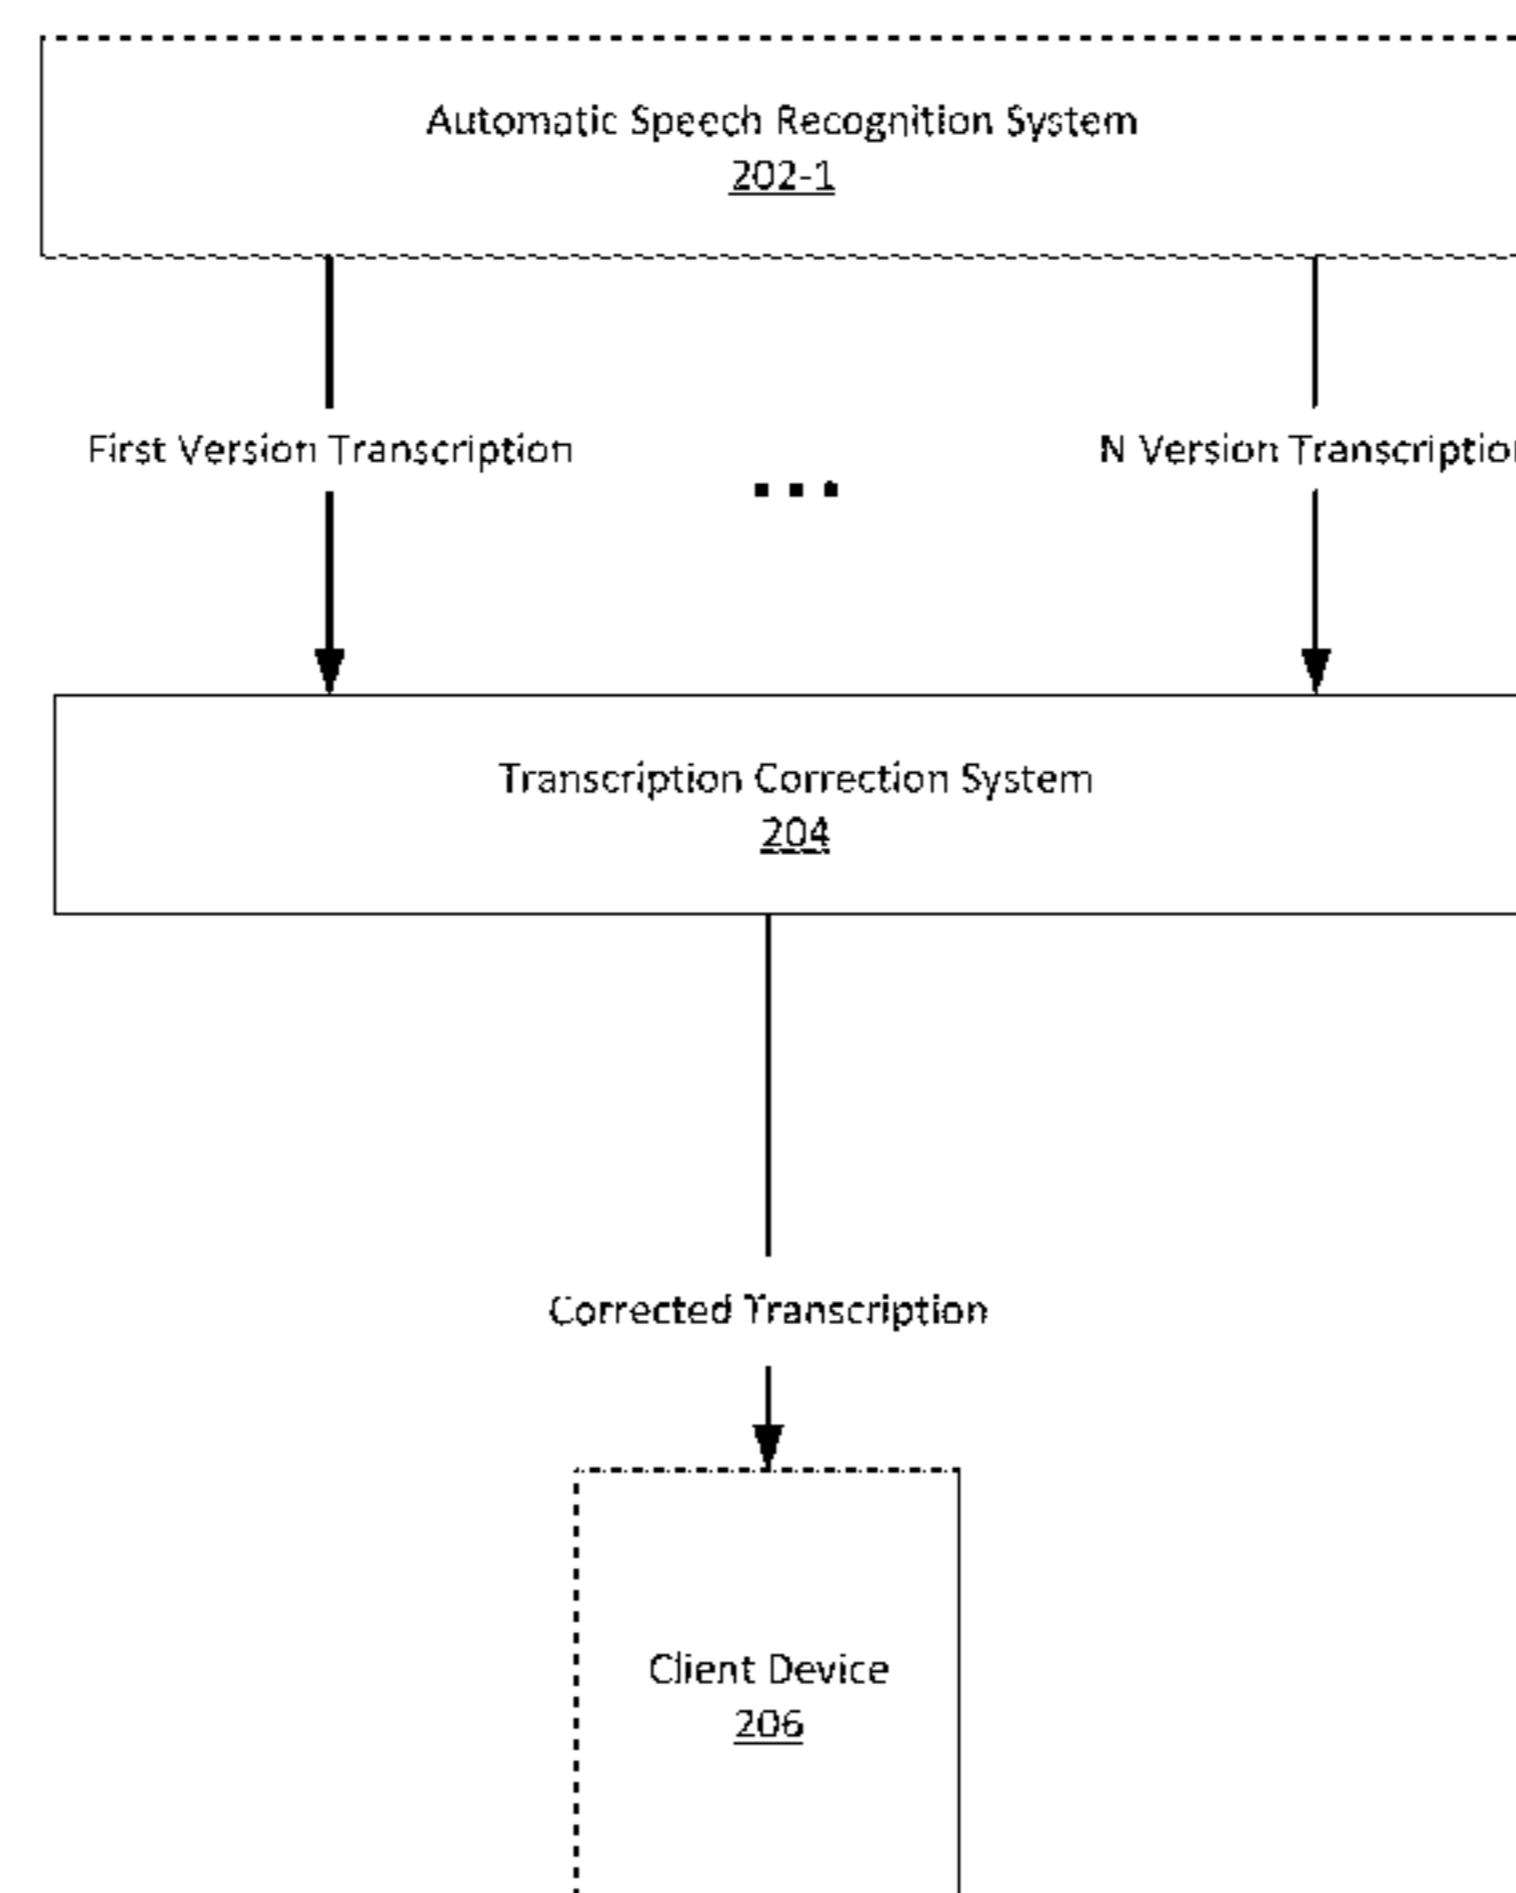 Automatic Speech Recognition System
202-1
First Version Transcription
N Version Transcription
...
Transcription Correction System
204
Corrected Transcription
Client Device
206